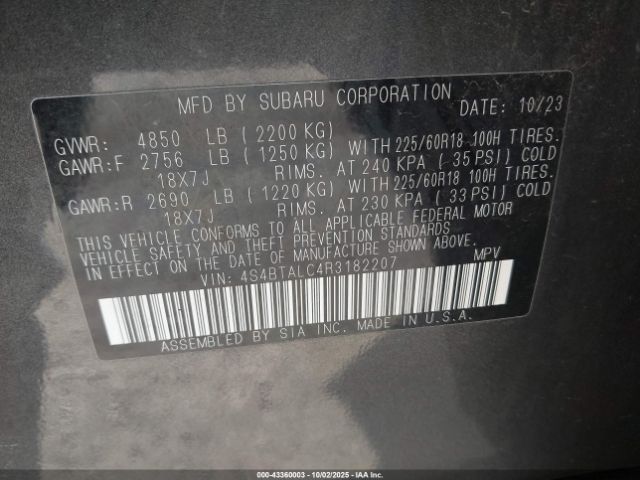 MFD BY SUBARU CORPORATION DATE: 10/23
GVWR: 4850 LB (2200 KG)
GAWR:F 2756 LB (1250 KG) WITH 225/60R18 100H TIRES.
18X7J RIMS. AT 240 KPA (35 PSI) COLD
GAWR:R 2690 LB (1220 KG) WITH 225/60R18 100H TIRES.
18X7J RIMS. AT 230 KPA (33 PSI) COLD
THIS VEHICLE CONFORMS TO ALL APPLICABLE FEDERAL MOTOR
VEHICLE SAFETY AND THEFT PREVENTION STANDARDS
IN EFFECT ON THE DATE OF MANUFACTURE SHOWN ABOVE.
VIN: 4S4BTALC4R3182207 MPV
ASSEMBLED BY SIA INC. MADE IN U.S.A.
000-43360003 - 10/02/2025 - IAAI.COM